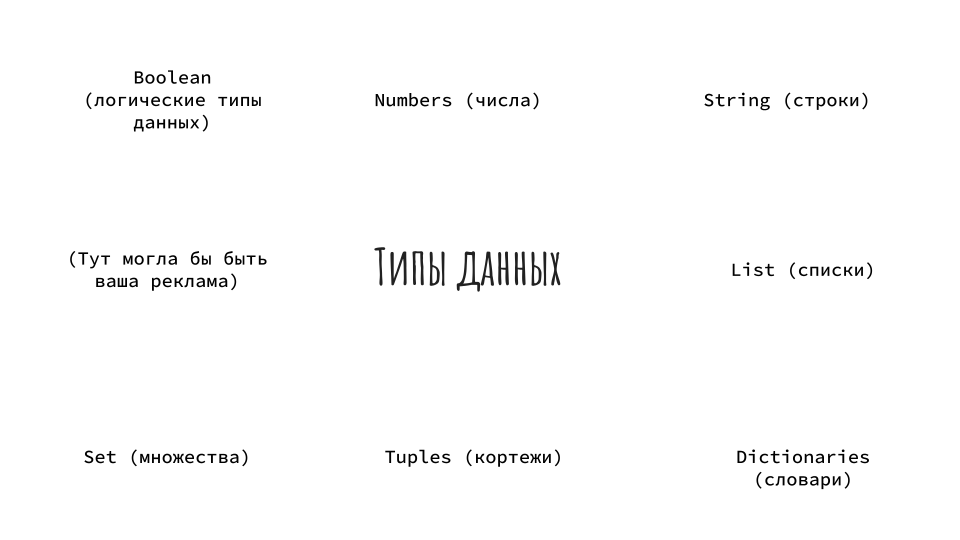 Boolean
(логические типы
данных)
Numbers (числа)
String (строки)
(Тут могла бы быть
ваша реклама)
Типы данных
List (списки)
Set (множества)
Tuples (кортежи)
Dictionaries
(словари)